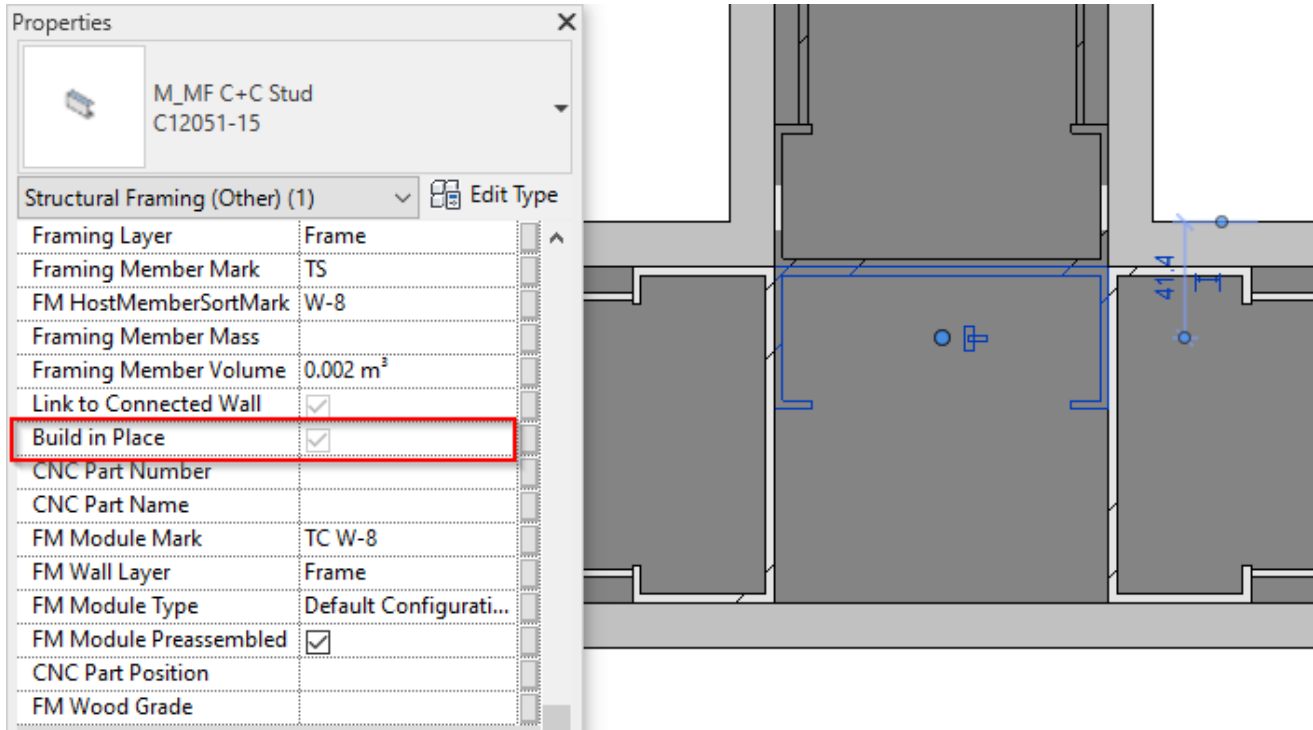 Properties
M_MF C+C Stud
C12051-15
Structural Framing (Other) (1)
Edit Type
Framing Layer Frame
Framing Member Mark TS
FM HostMemberSortMark W-8
Framing Member Mass
Framing Member Volume 0.002 m³
Link to Connected Wall
Build in Place
CNC Part Number
CNC Part Name
FM Module Mark TC W-8
FM Wall Layer Frame
FM Module Type Default Configurati...
FM Module Preassembled
CNC Part Position
FM Wood Grade
41.4